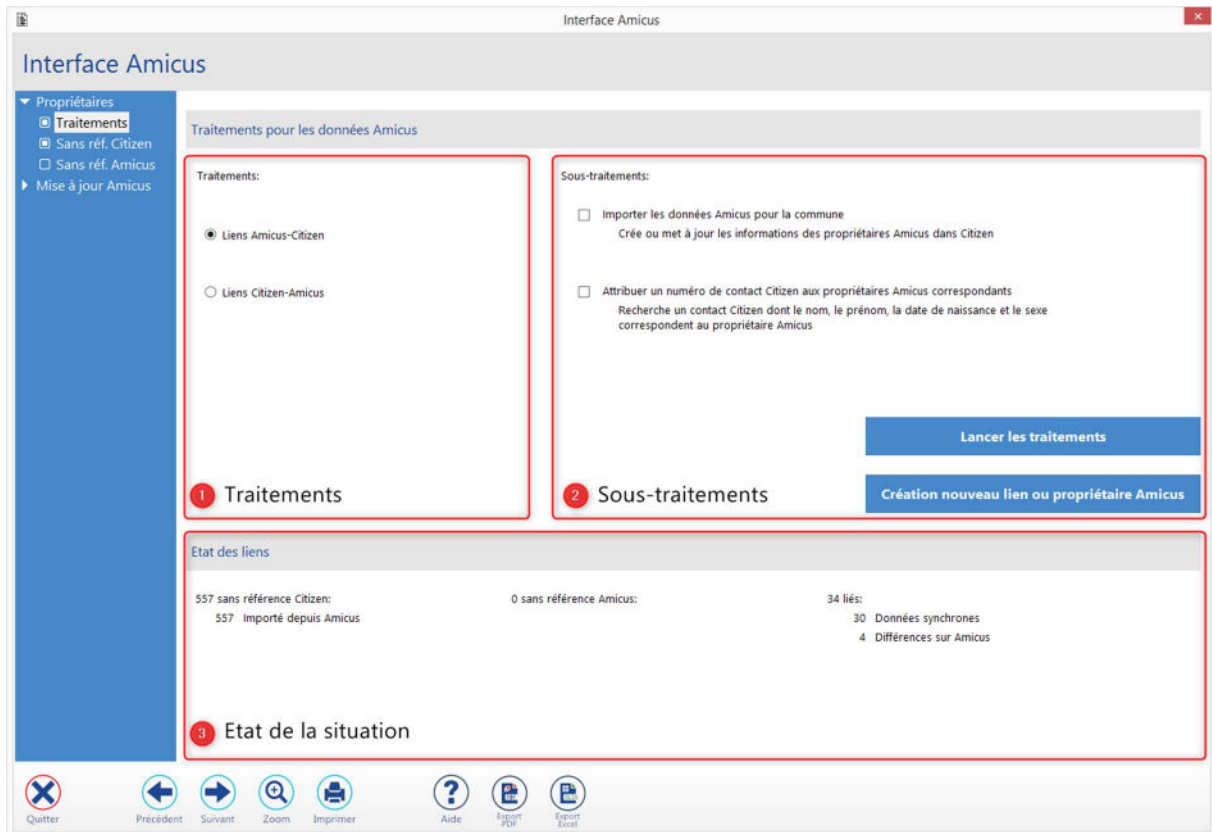 Interface Amicus
Interface Amicus
Propriétaires
Traitements
Sans réf. Citizen
Sans réf. Amicus
Mise à jour Amicus
Traitements pour les données Amicus
Traitements:
Liens Amicus-Citizen
Liens Citizen-Amicus
1 Traitements
Sous-traitements:
Importer les données Amicus pour la commune
Crée ou met à jour les informations des propriétaires Amicus dans Citizen
Attribuer un numéro de contact Citizen aux propriétaires Amicus correspondants
Recherche un contact Citizen dont le nom, le prénom, la date de naissance et le sexe
correspondent au propriétaire Amicus
Lancer les traitements
2 Sous-traitements
Création nouveau lien ou propriétaire Amicus
Etat des liens
557 sans référence Citizen:
557 Importé depuis Amicus
0 sans référence Amicus:
34 liés:
30 Données synchrones
4 Différences sur Amicus
3 Etat de la situation
Quitter
Précédent
Suivant
Zoom
Imprimer
Aide
Export
PDF
Export
Excel